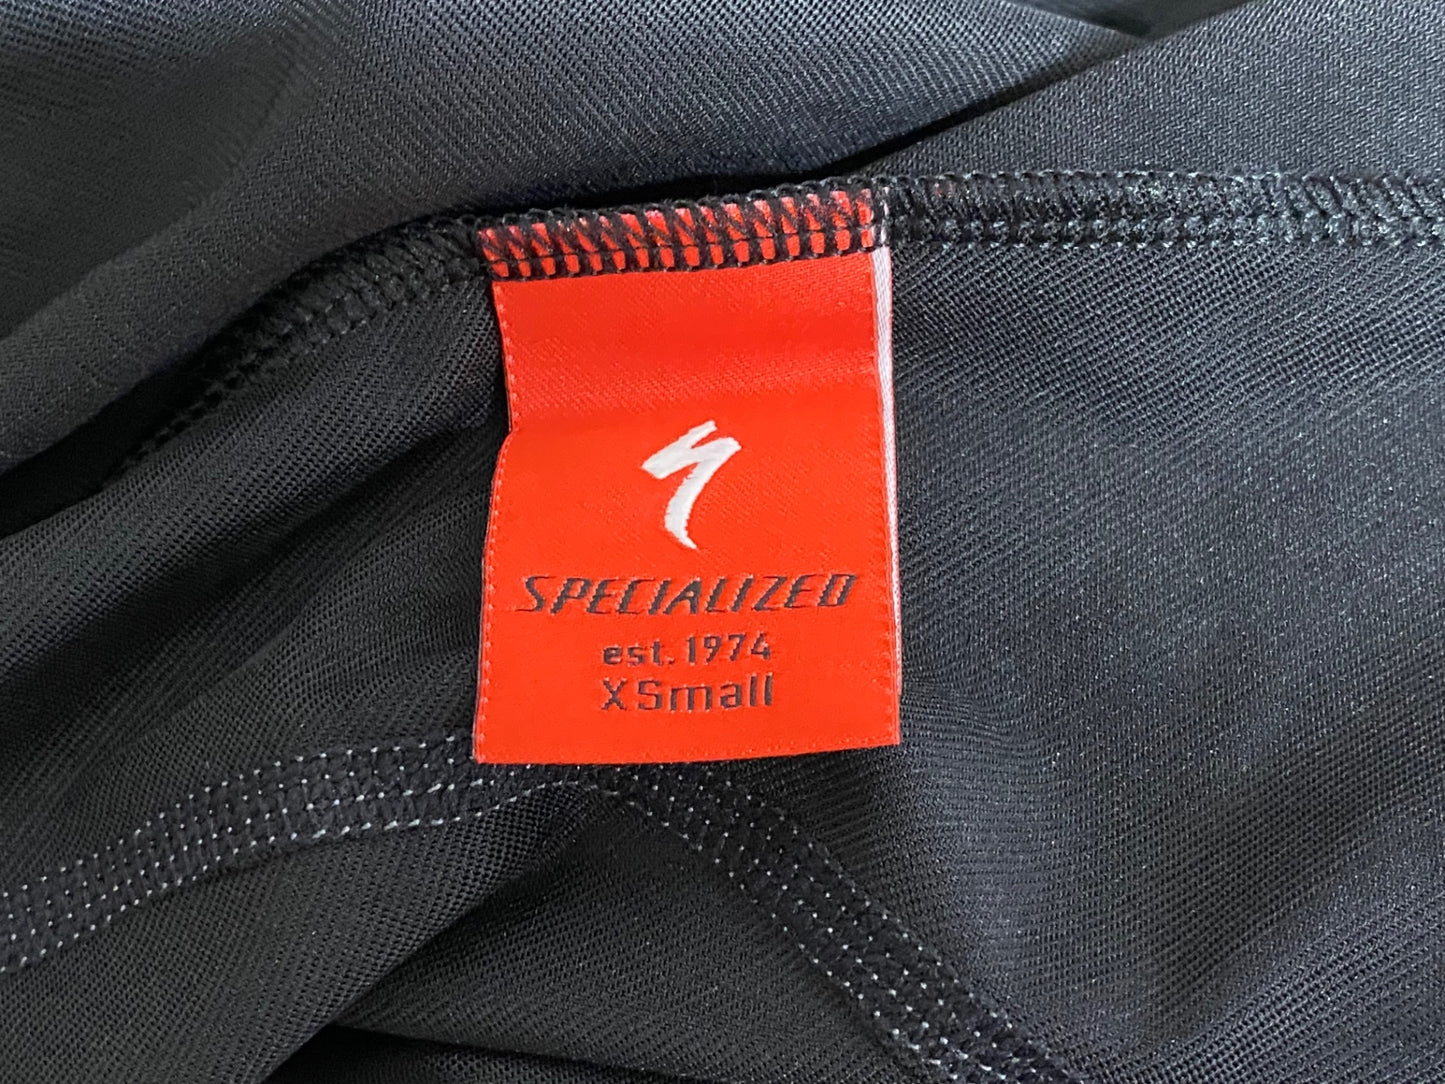 SPECIALIZED
est. 1974
XSmall